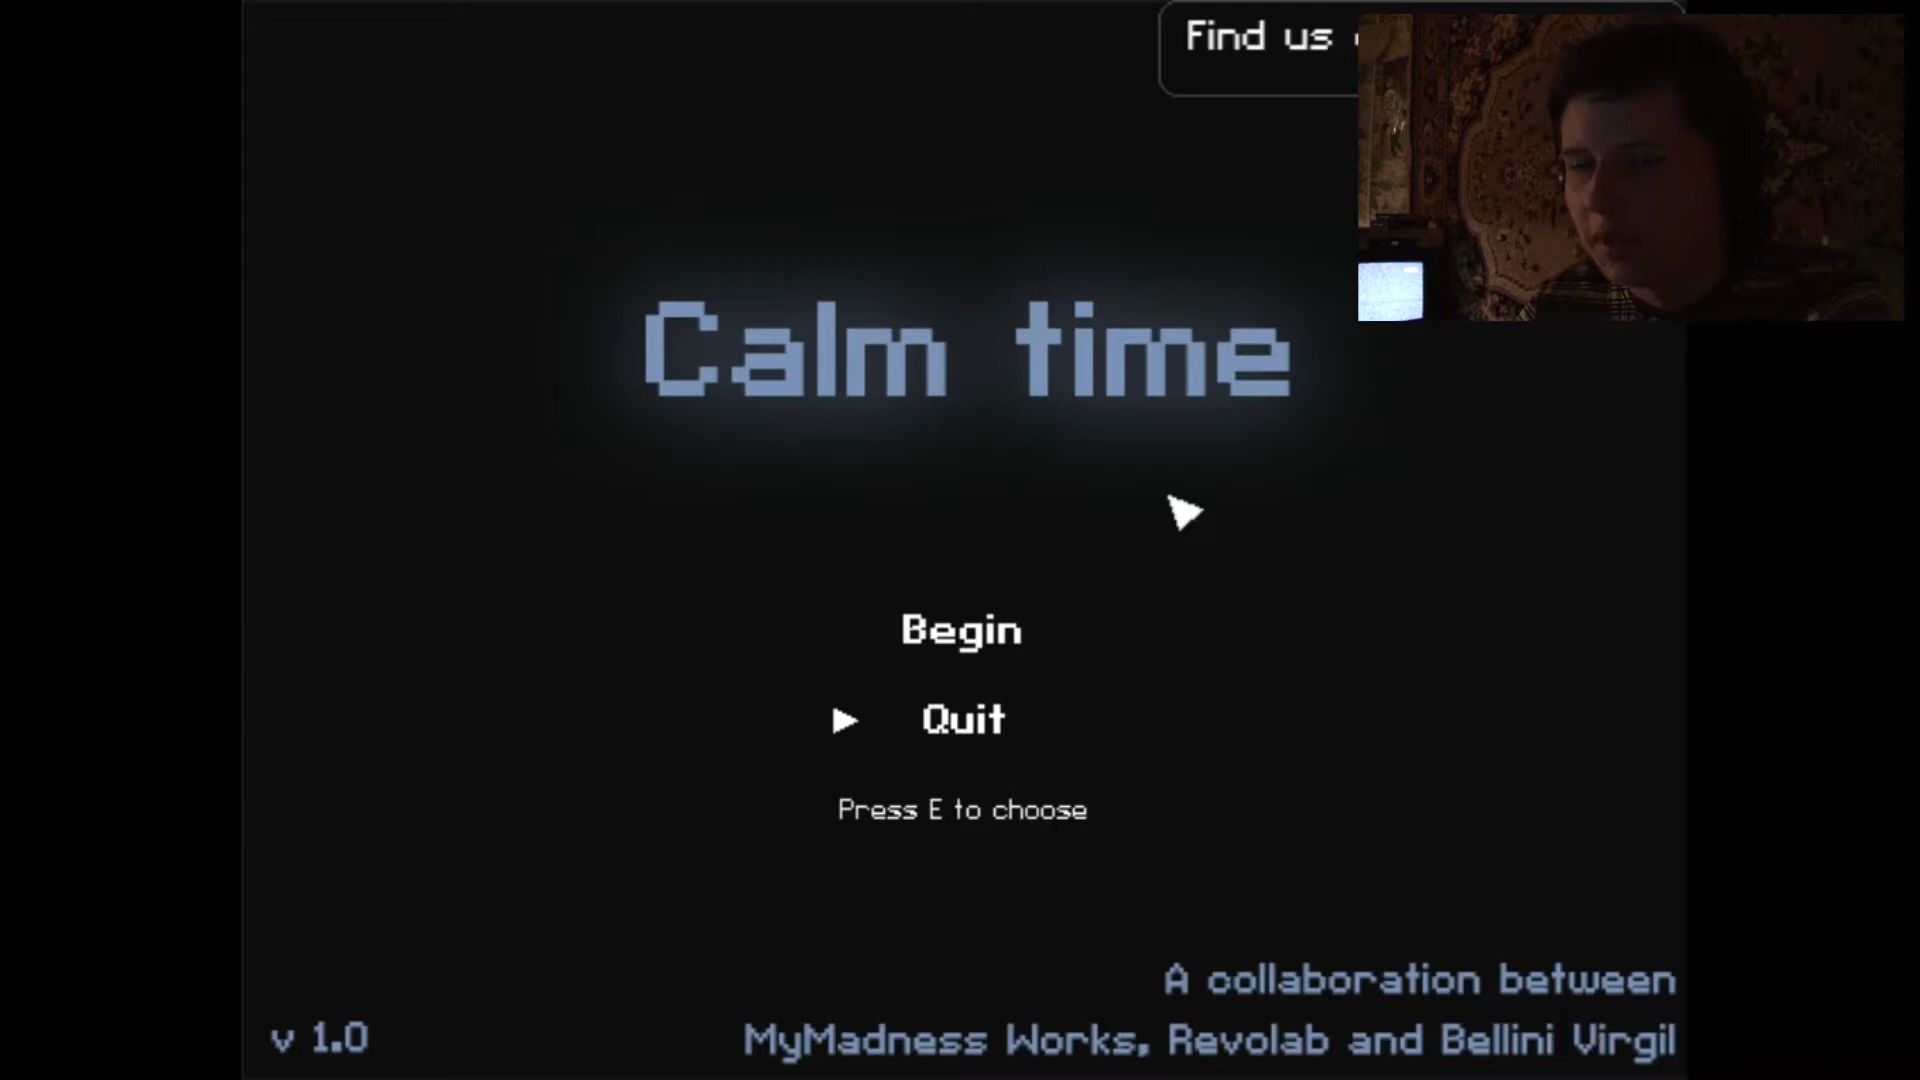 Find us
Calm time
Begin
Quit
Press E to choose
A collaboration between
v 1.0
MyMadness Works, Revolab and Bellini Virgil